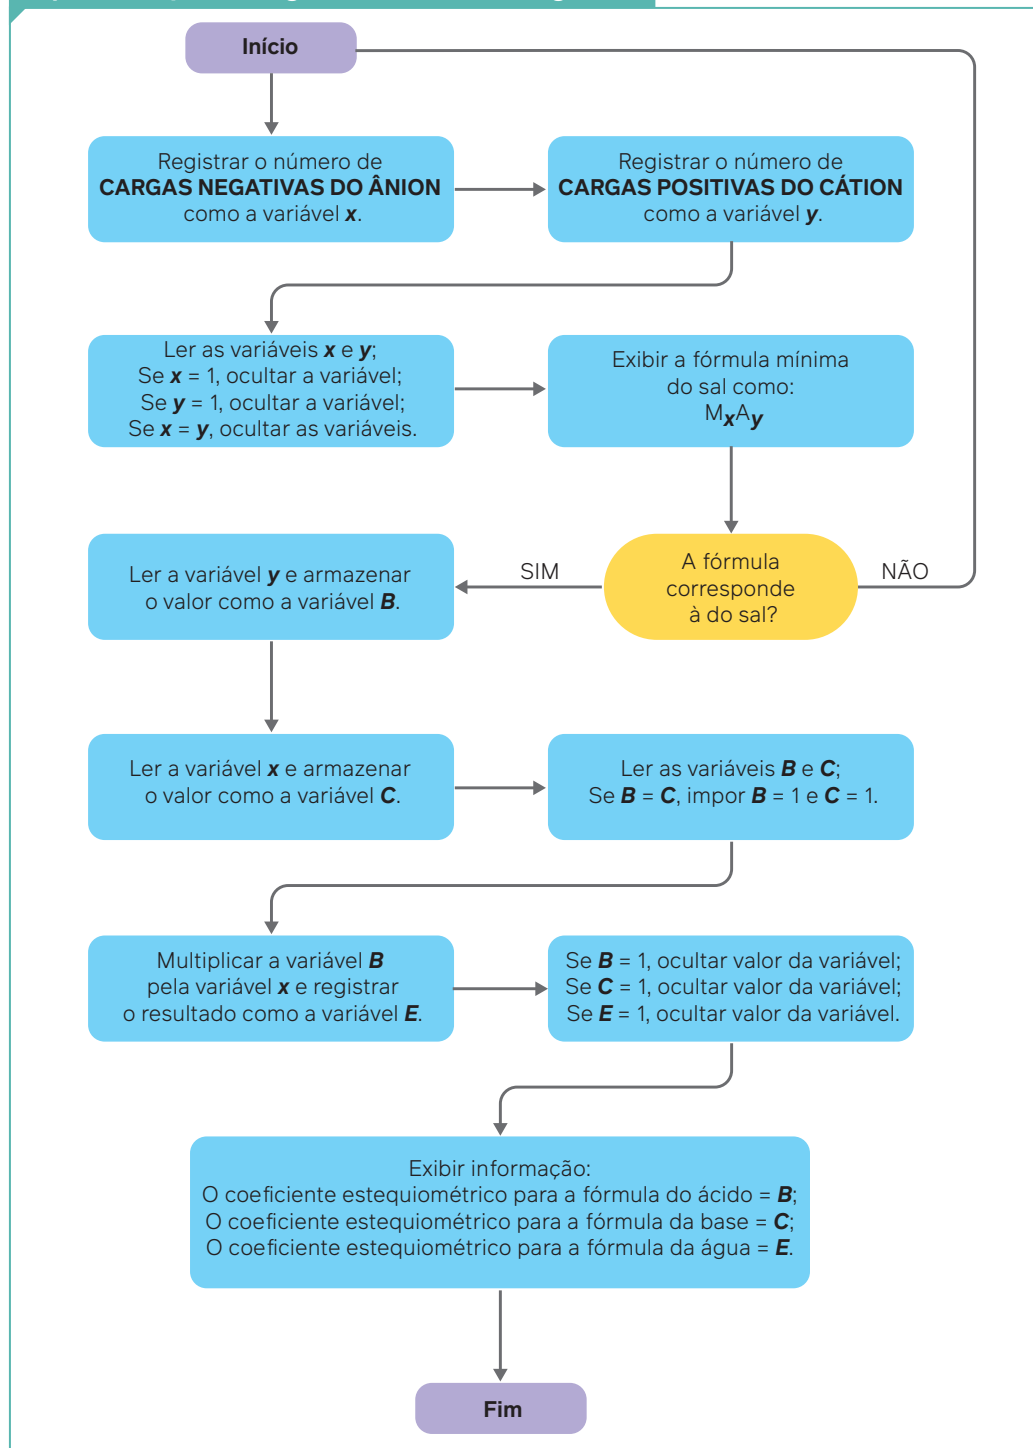 Início
Registrar o número de
CARGAS NEGATIVAS DO ÂNION
como a variável x.
Registrar o número de
CARGAS POSITIVAS DO CÁTION
como a variável y.
Ler as variáveis x e y;
Se x = 1, ocultar a variável;
Se y = 1, ocultar a variável;
Se x = y, ocultar as variáveis.
Exibir a fórmula mínima
do sal como:
MxAy
A fórmula
corresponde
à do sal?
SIM
NÃO
Ler a variável y e armazenar
o valor como a variável B.
Ler a variável x e armazenar
o valor como a variável C.
Ler as variáveis B e C;
Se B = C, impor B = 1 e C = 1.
Multiplicar a variável B
pela variável x e registrar
o resultado como a variável E.
Se B = 1, ocultar valor da variável;
Se C = 1, ocultar valor da variável;
Se E = 1, ocultar valor da variável.
Exibir informação:
O coeficiente estequiométrico para a fórmula do ácido = B;
O coeficiente estequiométrico para a fórmula da base = C;
O coeficiente estequiométrico para a fórmula da água = E.
Fim